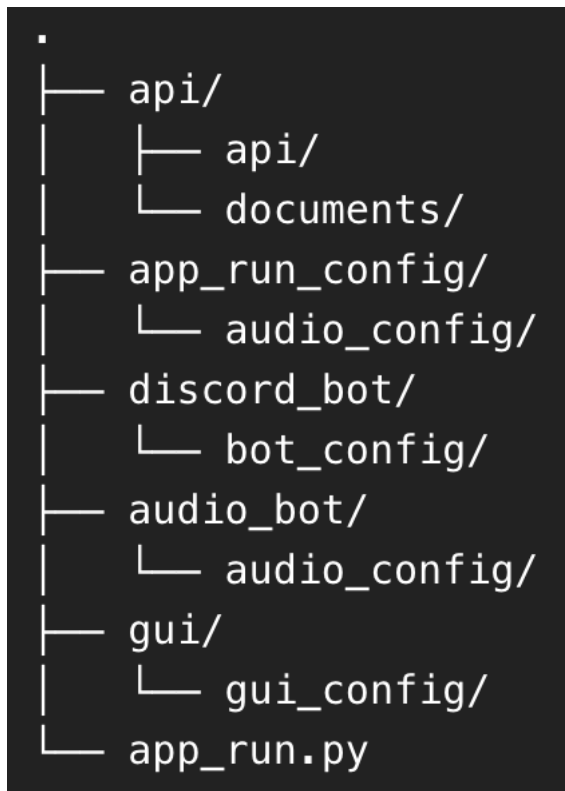 .
├── api/
│   ├── api/
│   └── documents/
├── app_run_config/
│   └── audio_config/
├── discord_bot/
│   └── bot_config/
├── audio_bot/
│   └── audio_config/
├── gui/
│   └── gui_config/
└── app_run.py